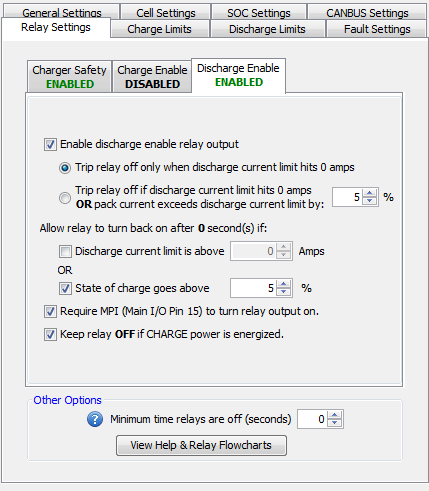 General Settings Cell Settings SOC Settings CANBUS Settings
Relay Settings Charge Limits Discharge Limits Fault Settings
Charger Safety Charge Enable Discharge Enable
ENABLED DISABLED ENABLED
Enable discharge enable relay output
Trip relay off only when discharge current limit hits 0 amps
Trip relay off if discharge current limit hits 0 amps
OR pack current exceeds discharge current limit by: 5 %
Allow relay to turn back on after 0 second(s) if:
Discharge current limit is above 0 Amps
OR
State of charge goes above 5 %
Require MPI (Main I/O Pin 15) to turn relay output on.
Keep relay OFF if CHARGE power is energized.
Other Options
? Minimum time relays are off (seconds) 0
View Help & Relay Flowcharts